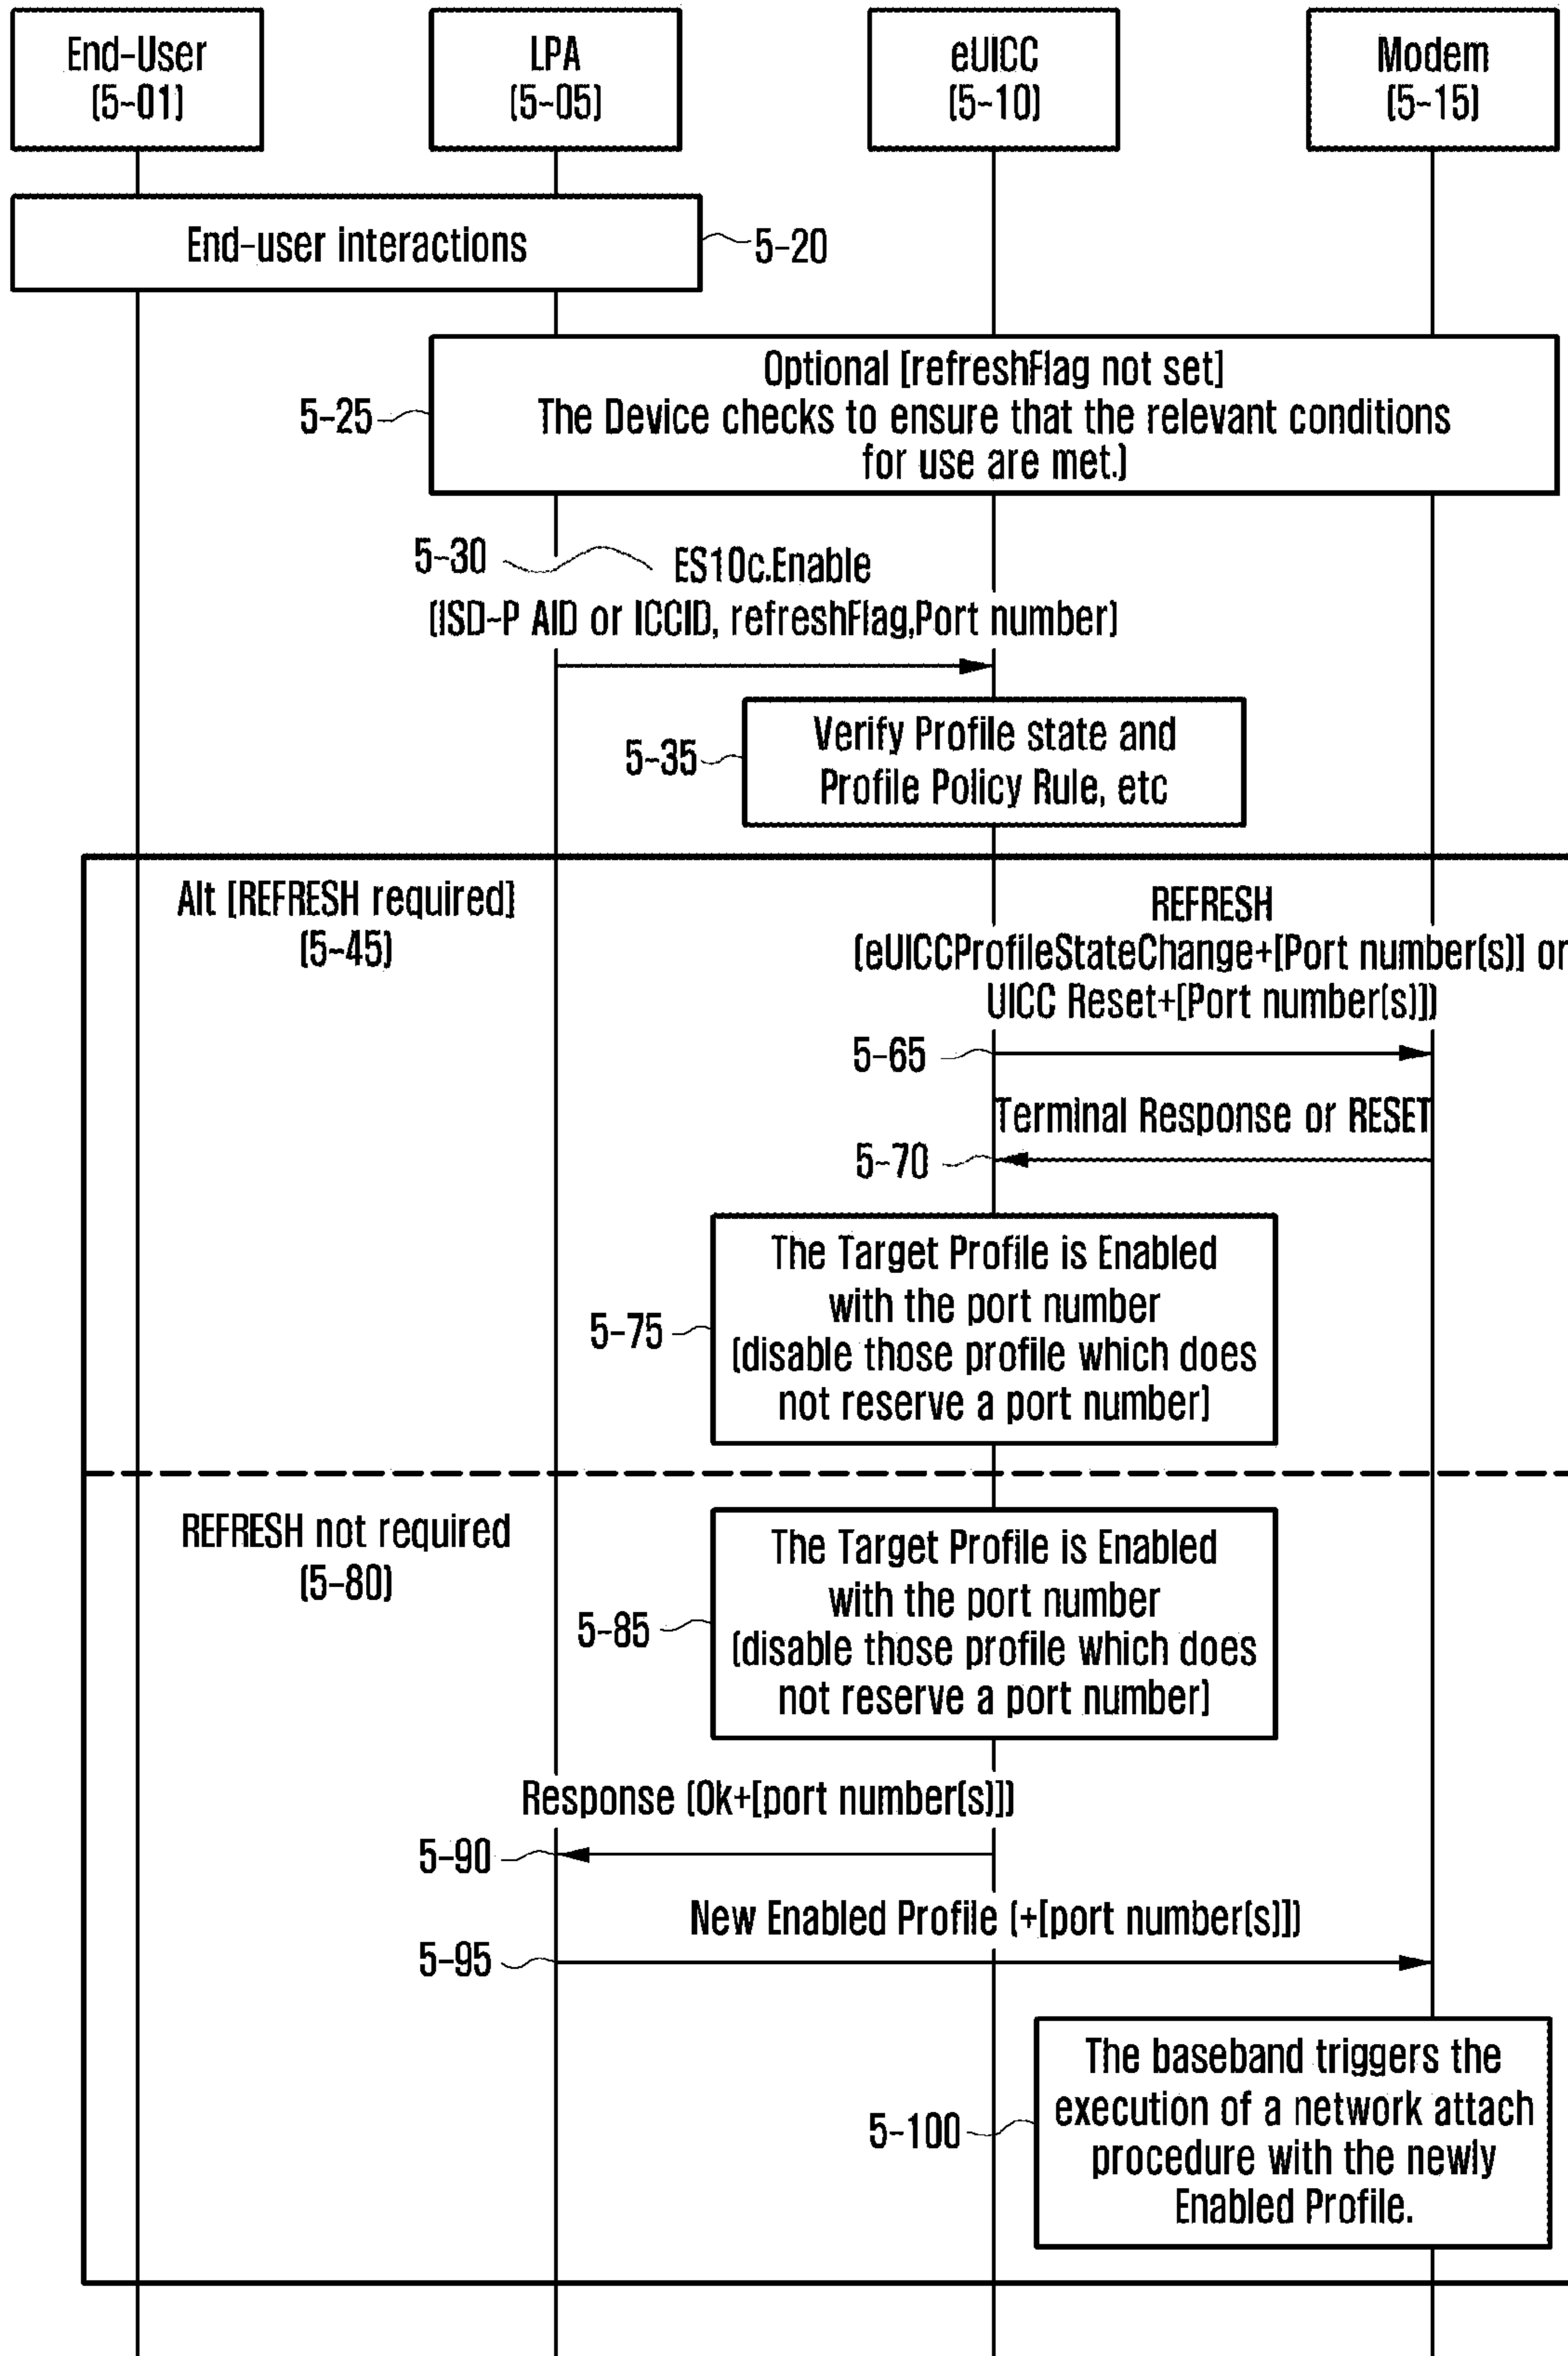 End-User
(5-01)
LPA
(5-05)
eUICC
(5-10)
Modem
(5-15)
End-user interactions
5-20
Optional [refreshFlag not set]
The Device checks to ensure that the relevant conditions
for use are met.)
5-25
5-30
ES10c.Enable
(ISD-P AID or ICCID, refreshFlag,Port number)
Verify Profile state and
Profile Policy Rule, etc
5-35
Alt [REFRESH required]
(5-45)
REFRESH
(eUICCProfileStateChange+[Port number(s)] or
UICC Reset+[Port number(s)])
5-65
Terminal Response or RESET
5-70
The Target Profile is Enabled
with the port number
(disable those profile which does
not reserve a port number)
5-75
REFRESH not required
(5-80)
The Target Profile is Enabled
with the port number
(disable those profile which does
not reserve a port number)
5-85
Response (Ok+[port number(s)])
5-90
New Enabled Profile (+[port number(s)])
5-95
The baseband triggers the
execution of a network attach
procedure with the newly
Enabled Profile.
5-100